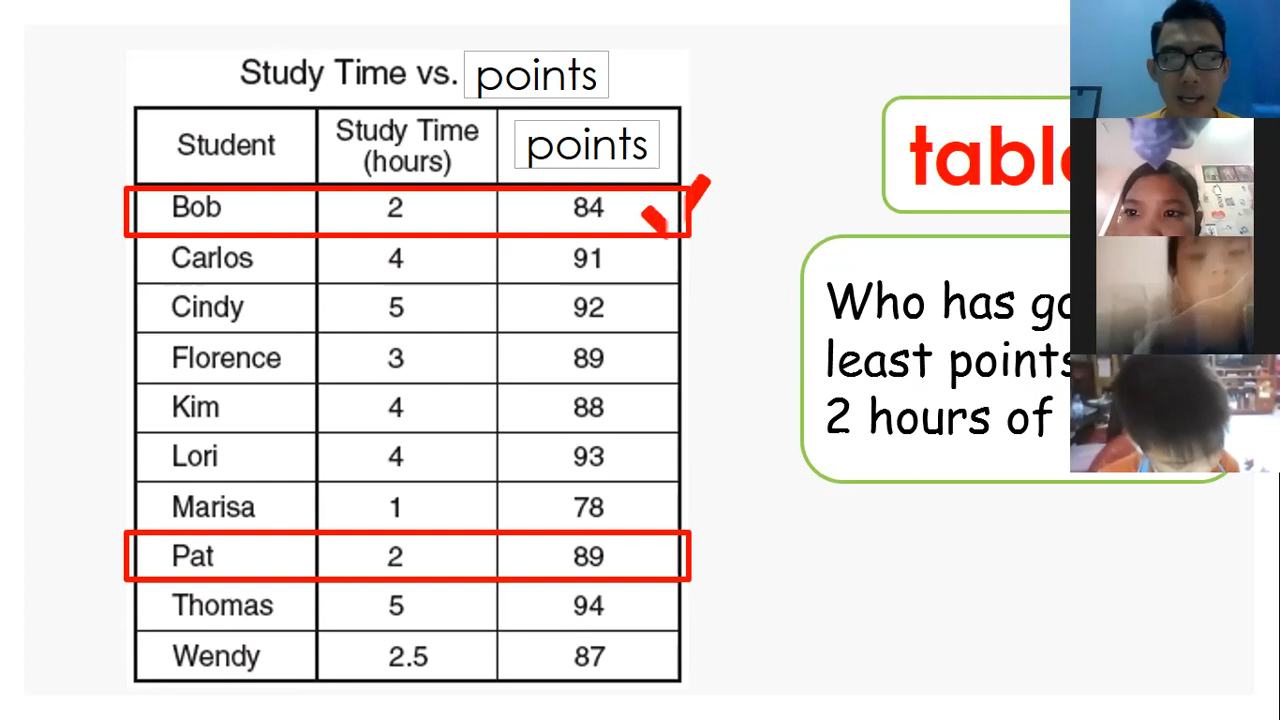 Study Time vs. points
Student Study Time (hours) points
Bob 2 84
Carlos 4 91
Cindy 5 92
Florence 3 89
Kim 4 88
Lori 4 93
Marisa 1 78
Pat 2 89
Thomas 5 94
Wendy 2.5 87
Who has
least points
2 hours of